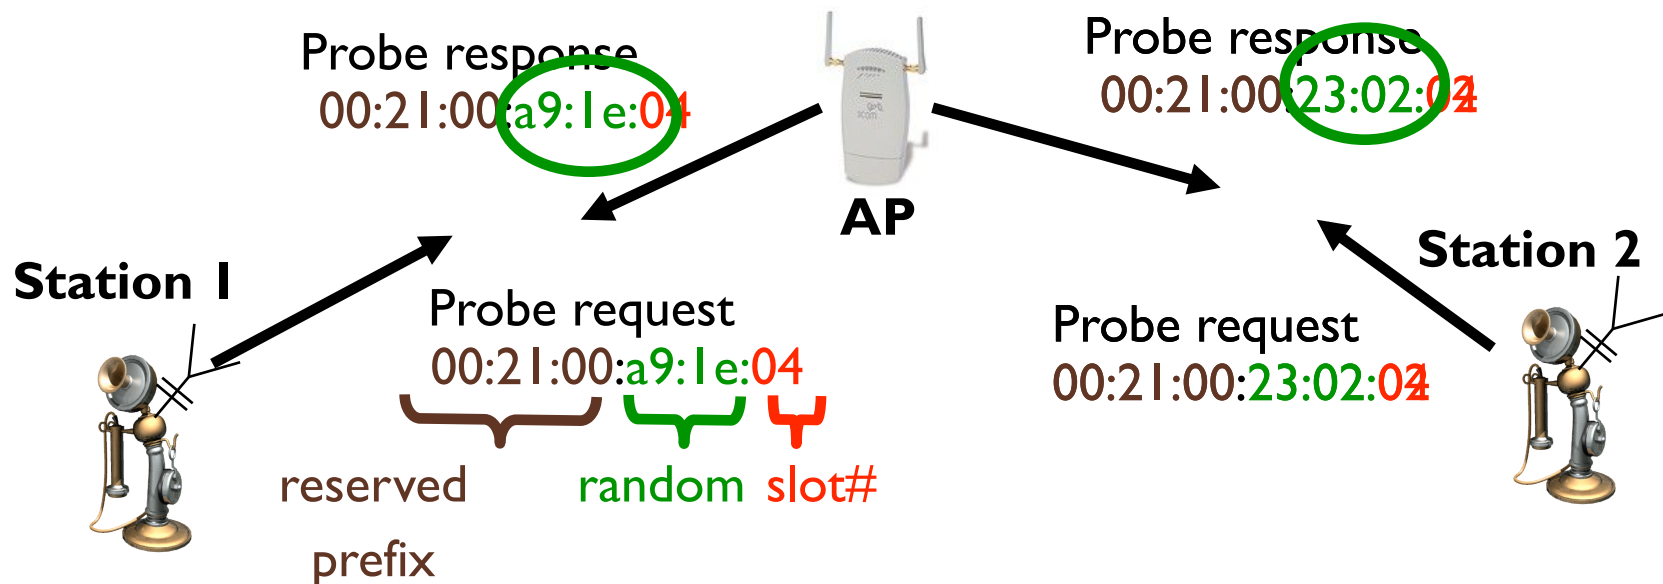 Probe response
00:21:00:a9:1e:04
Probe response
00:21:00:23:02:
AP
Station 1
Station 2
Probe request
00:21:00:a9:1e:04
Probe request
00:21:00:23:02:
reserved
prefix
random
slot#